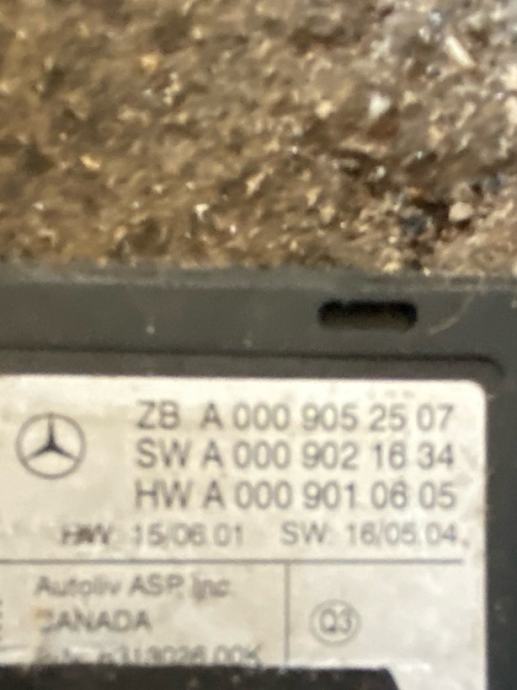 ZB A 000 905 25 07
SW A 000 902 16 34
HW A 000 901 06 05
HW: 15/06.01 SW: 16/05.04
Autoliv ASP, Inc
CANADA
Q3